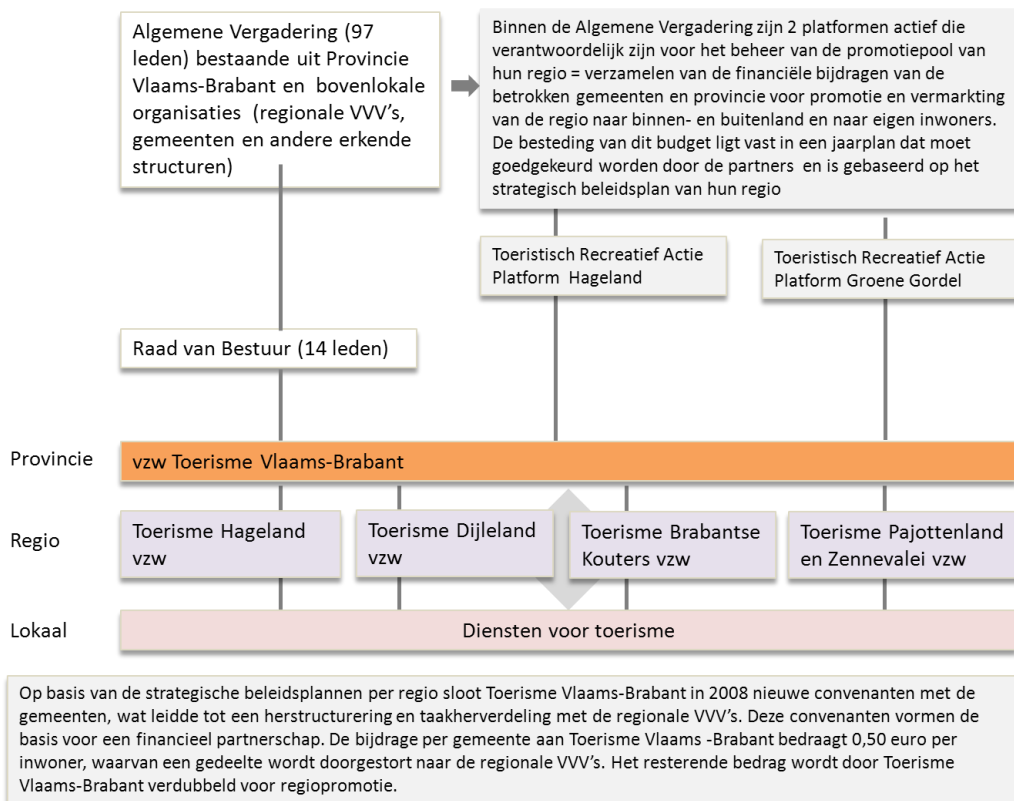 Algemene Vergadering (97
leden) bestaande uit Provincie
Vlaams-Brabant en bovenlokale
organisaties (regionale VVV's,
gemeenten en andere erkende
structuren)
Binnen de Algemene Vergadering zijn 2 platformen actief die
verantwoordelijk zijn voor het beheer van de promotiepool van
hun regio = verzamelen van de financiële bijdragen van de
betrokken gemeenten en provincie voor promotie en vermarkting
van de regio naar binnen- en buitenland en naar eigen inwoners.
De besteding van dit budget ligt vast in een jaarplan dat moet
goedgekeurd worden door de partners en is gebaseerd op het
strategisch beleidsplan van hun regio
Toeristisch Recreatief Actie
Platform Hageland
Toeristisch Recreatief Actie
Platform Groene Gordel
Raad van Bestuur (14 leden)
Provincie
vzw Toerisme Vlaams-Brabant
Regio
Toerisme Hageland
vzw
Toerisme Dijleland
vzw
Toerisme Brabantse
Kouters vzw
Toerisme Pajottenland
en Zennevalei vzw
Lokaal
Diensten voor toerisme
Op basis van de strategische beleidsplannen per regio sloot Toerisme Vlaams-Brabant in 2008 nieuwe convenanten met de
gemeenten, wat leidde tot een herstructurering en taakherverdeling met de regionale VVV's. Deze convenanten vormen de
basis voor een financieel partnerschap. De bijdrage per gemeente aan Toerisme Vlaams -Brabant bedraagt 0,50 euro per
inwoner, waarvan een gedeelte wordt doorgestort naar de regionale VVV's. Het resterende bedrag wordt door Toerisme
Vlaams-Brabant verdubbeld voor regiopromotie.